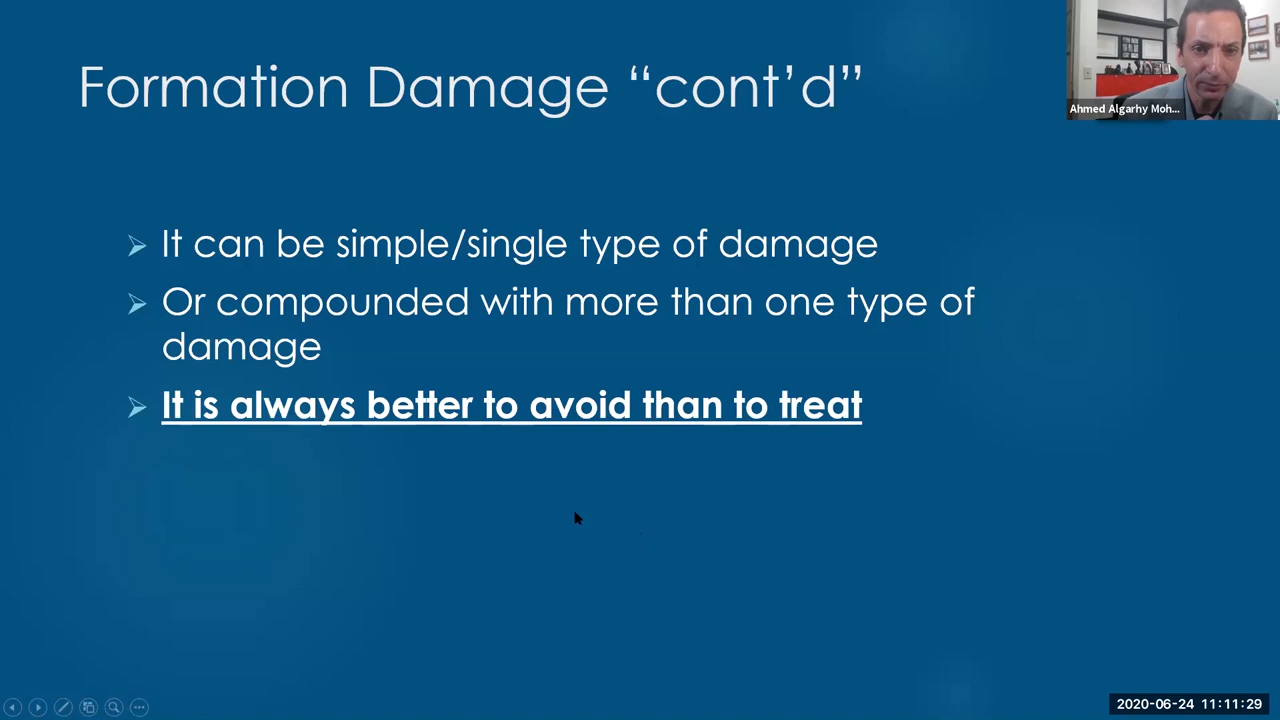 Formation Damage “cont’d”
Ahmed Algarhy Moh...
It can be simple/single type of damage
Or compounded with more than one type of
damage
It is always better to avoid than to treat
2020-06-24 11:11:29